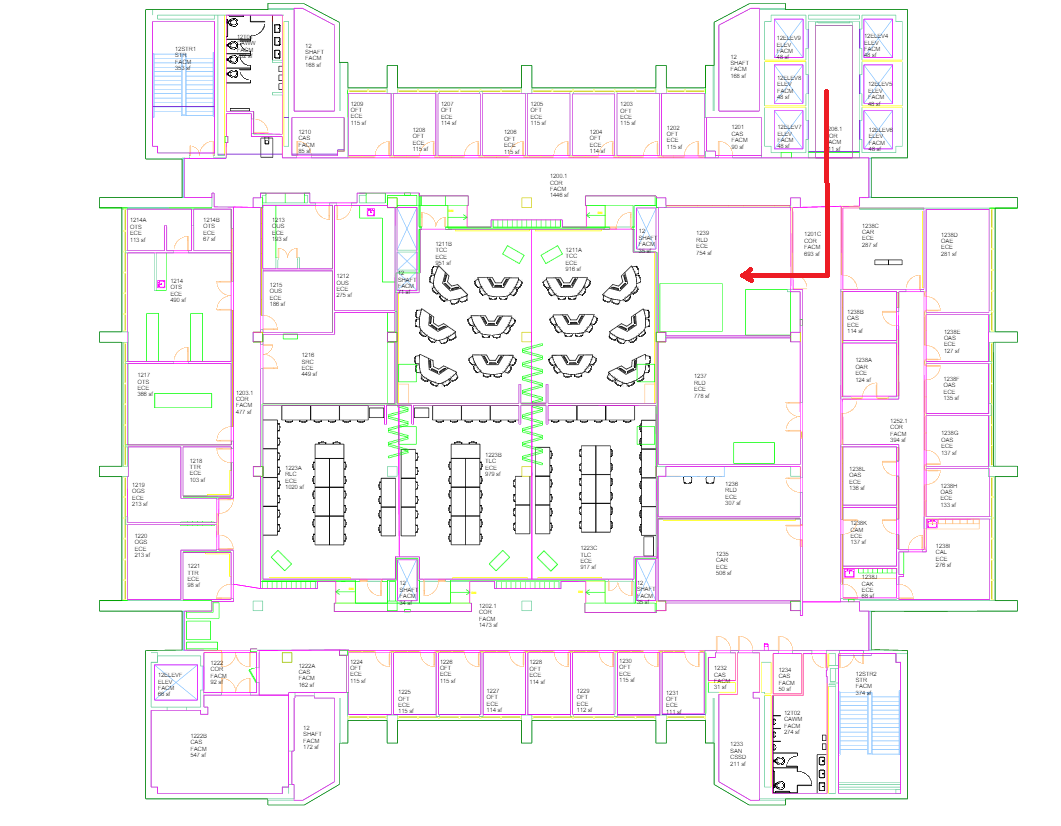 12STR1
STR
FACM
353 sf
12
SHAFT
FACM
168 sf
12
SHAFT
FACM
168 sf
12ELEV9
ELEV
FACM
48 sf
12ELEV4
ELEV
FACM
48 sf
12ELEV8
ELEV
FACM
48 sf
12ELEV5
ELEV
FACM
48 sf
12ELEV7
ELEV
FACM
48 sf
12ELEV6
ELEV
FACM
48 sf
1210
CAS
FACM
85 sf
1209
OFT
ECE
115 sf
1208
OFT
ECE
115 sf
1207
OFT
ECE
114 sf
1206
OFT
ECE
115 sf
1205
OFT
ECE
115 sf
1204
OFT
ECE
114 sf
1203
OFT
ECE
115 sf
1202
OFT
ECE
115 sf
1201
CAS
FACM
90 sf
1200.1
COR
FACM
1446 sf
1214A
OTS
ECE
113 sf
1214B
OTS
ECE
67 sf
1213
OUS
ECE
193 sf
1214
OTS
ECE
490 sf
1215
OUS
ECE
186 sf
1212
OUS
ECE
275 sf
12
SHAFT
FACM
1211B
TCC
ECE
951 sf
1211A
TCC
ECE
916 sf
12
SHAFT
FACM
1239
RLD
ECE
754 sf
1201C
COR
FACM
693 sf
1238C
CAR
ECE
287 sf
1238D
OAE
ECE
281 sf
1238B
CAS
ECE
114 sf
1238E
OAS
ECE
127 sf
1238A
OAR
ECE
124 sf
1238F
OAS
ECE
135 sf
1216
SRC
ECE
449 sf
1217
OTS
ECE
366 sf
1203.1
COR
FACM
477 sf
1237
RLD
ECE
778 sf
1252.1
COR
FACM
394 sf
1238G
OAS
ECE
137 sf
1218
TTR
ECE
103 sf
1219
OGS
ECE
213 sf
1223A
RLC
ECE
1020 sf
1223B
TLC
ECE
979 sf
1236
RLD
ECE
307 sf
1238L
OAS
ECE
136 sf
1238H
OAS
ECE
133 sf
1220
OGS
ECE
213 sf
1221
TTR
ECE
98 sf
1223C
TLC
ECE
917 sf
1235
CAR
ECE
508 sf
1238K
CAM
ECE
137 sf
1238I
CAL
ECE
276 sf
1238J
CAK
ECE
68 sf
12
SHAFT
FACM
34 sf
12
SHAFT
FACM
35 sf
1202.1
COR
FACM
1473 sf
12ELEVF
ELEV
FACM
66 sf
1222
COR
FACM
92 sf
1222A
CAS
FACM
162 sf
1224
OFT
ECE
115 sf
1225
OFT
ECE
115 sf
1226
OFT
ECE
115 sf
1227
OFT
ECE
114 sf
1228
OFT
ECE
114 sf
1229
OFT
ECE
112 sf
1230
OFT
ECE
115 sf
1231
OFT
ECE
111 sf
1232
CAS
FACM
31 sf
1234
CAS
FACM
50 sf
12STR2
STR
FACM
374 sf
1222B
CAS
FACM
547 sf
12
SHAFT
FACM
172 sf
1233
SAN
CSSD
211 sf
12T02
CAWM
FACM
274 sf